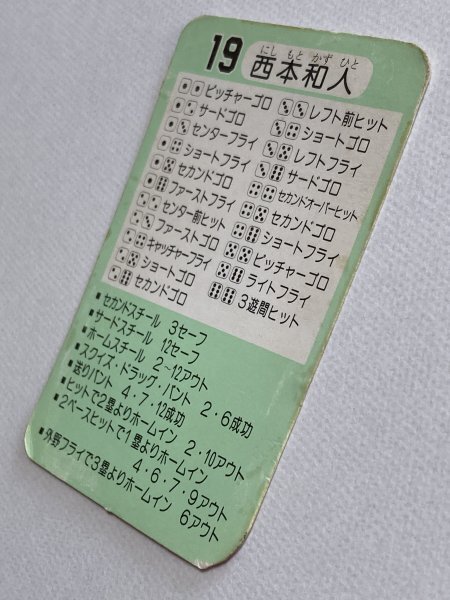 19 西本和人
にし もと かず ひと
ピッチャーゴロ
サードゴロ
センターフライ
ショートフライ
セカンドゴロ
ファーストフライ
センター前ヒット
ファーストゴロ
キャッチャーフライ
ショートゴロ
セカンドゴロ
レフト前ヒット
ショートゴロ
レフトフライ
サードゴロ
セカンドオーバーヒット
セカンドゴロ
ショートフライ
ピッチャーゴロ
ライトフライ
3遊間ヒット
■セカンドスチール 3セーフ
■サードスチール 12セーフ
■ホームスチール 2~12アウト
■スクイズ・ドラッグ・バント 2・6成功
■送りバント 4・7・12成功
■ヒットで2塁よりホームイン 2・10アウト
■2ベースヒットで1塁よりホームイン
4・6・7・9アウト
■外野フライで3塁よりホームイン
6アウト